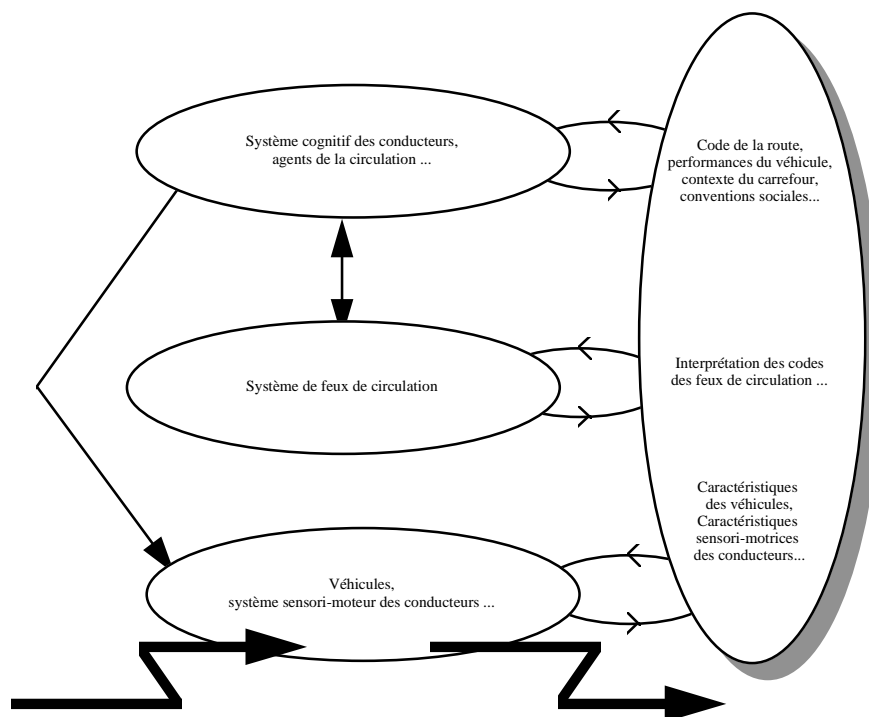 Système cognitif des conducteurs,
agents de la circulation ...
Code de la route,
performances du véhicule,
contexte du carrefour,
conventions sociales...
Système de feux de circulation
Interprétation des codes
des feux de circulation ...
Caractéristiques
des véhicules,
Caractéristiques
sensori-motrices
des conducteurs...
Véhicules,
système sensori-moteur des conducteurs ...